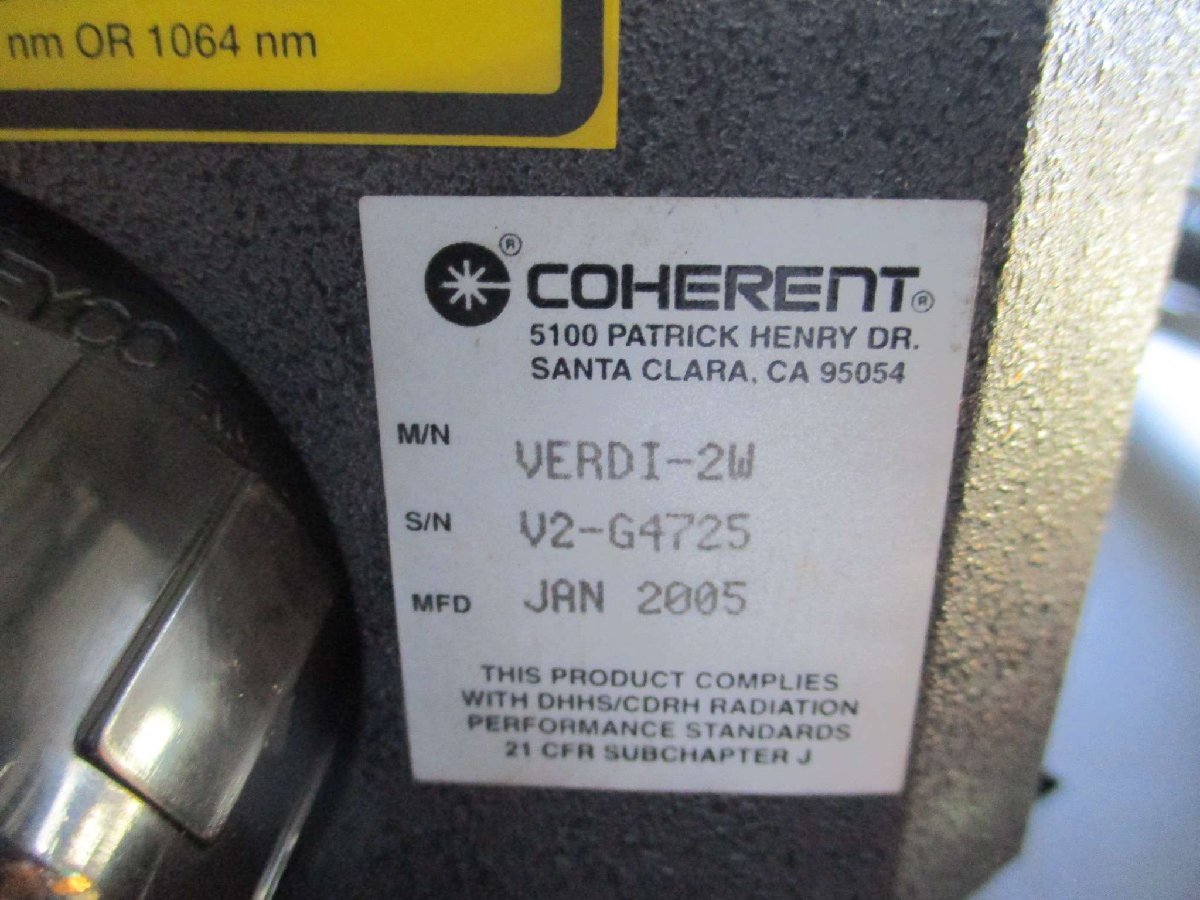 nm OR 1064 nm
® COHERENT®
5100 PATRICK HENRY DR.
SANTA CLARA, CA 95054
M/N VERDI-2W
S/N V2-G4725
MFD JAN 2005
THIS PRODUCT COMPLIES
WITH DHHS/CDRH RADIATION
PERFORMANCE STANDARDS
21 CFR SUBCHAPTER J